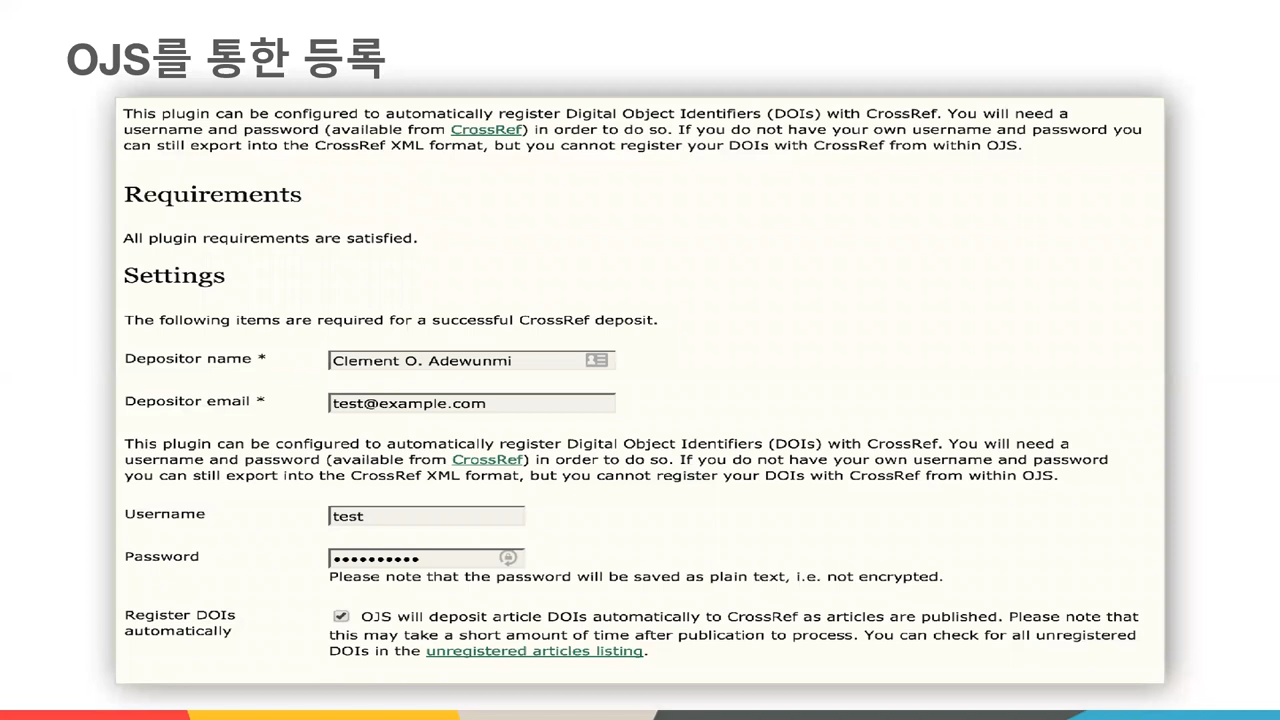 OJS를 통한 등록
This plugin can be configured to automatically register Digital Object Identifiers (DOIs) with CrossRef. You will need a
username and password (available from CrossRef) in order to do so. If you do not have your own username and password you
can still export into the CrossRef XML format, but you cannot register your DOIs with CrossRef from within OJS.
Requirements
All plugin requirements are satisfied.
Settings
The following items are required for a successful CrossRef deposit.
Depositor name * Clement O. Adewunmi
Depositor email * test@example.com
This plugin can be configured to automatically register Digital Object Identifiers (DOIs) with CrossRef. You will need a
username and password (available from CrossRef) in order to do so. If you do not have your own username and password
you can still export into the CrossRef XML format, but you cannot register your DOIs with CrossRef from within OJS.
Username test
Password ••••••••••
Please note that the password will be saved as plain text, i.e. not encrypted.
Register DOIs
automatically
OJS will deposit article DOIs automatically to CrossRef as articles are published. Please note that
this may take a short amount of time after publication to process. You can check for all unregistered
DOIs in the unregistered articles listing.